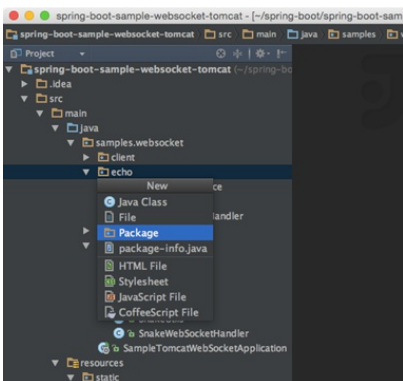 spring-boot-sample-websocket-tomcat - [~/spring-boot/spring-boot-sam
spring-boot-sample-websocket-tomcat src main java samples
Project
spring-boot-sample-websocket-tomcat (~/spring-bo
.idea
src
main
java
samples.websocket
client
echo
New
ce
Java Class
File
Handler
Package
package-info.java
HTML File
Stylesheet
JavaScript File
CoffeeScript File
SnakeWebSocketHandler
SampleTomcatWebSocketApplication
resources
static